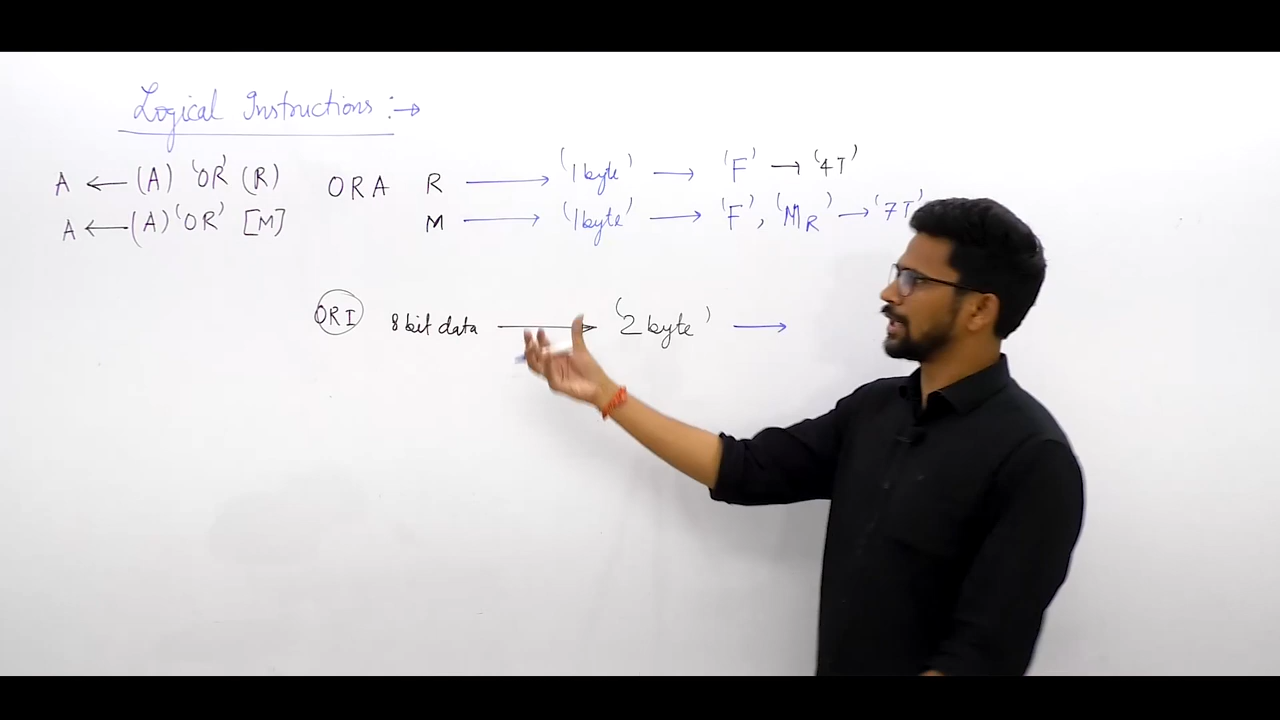 Logical Instructions :→
A ← (A) 'OR' (R) ORA R → '1 byte' → 'F' → '4T'
A ← (A) 'OR' [M] M → '1 byte' → 'F', 'MR' → '7T'
ORI 8 bit data → '2 byte' →